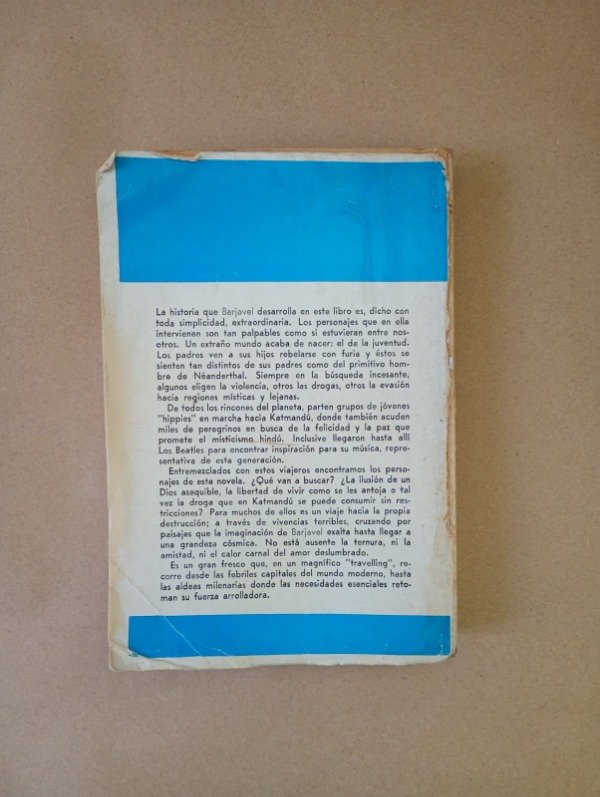 La historia que Barjavel desarrolla en este libro es, dicho con
toda simplicidad, extraordinaria. Los personajes que en ella
intervienen son tan palpables como si estuvieran entre nos-
otros. Un extraño mundo acaba de nacer: el de la juventud.
Los padres ven a sus hijos rebelarse con furia y éstos se
sienten tan distintos de sus padres como del primitivo hom-
bre de Néanderthal. Siempre en la búsqueda incesante,
algunos eligen la violencia, otros las drogas, otros la evasión
hacia regiones místicas y lejanas.
De todos los rincones del planeta, parten grupos de jóvenes
"hippies" en marcha hacia Katmandú, donde también acuden
miles de peregrinos en busca de la felicidad y la paz que
promete el misticismo hindú. Inclusive llegaron hasta allí
Los Beatles para encontrar inspiración para su música, repre-
sentativa de esta generación.
Entremezclados con estos viajeros encontramos los perso-
najes de esta novela. ¿Qué van a buscar? ¿La ilusión de un
Dios asequible, la libertad de vivir como se les antoja o tal
vez la droga que en Katmandú se puede consumir sin res-
tricciones? Para muchos de ellos es un viaje hacia la propia
destrucción; a través de vivencias terribles, cruzando por
paisajes que la imaginación de Barjavel exalta hasta llegar a
una grandeza cósmica. No está ausente la ternura, ni la
amistad, ni el calor carnal del amor deslumbrado.
Es un gran fresco que, en un magnífico "travelling", re-
corre desde las febriles capitales del mundo moderno, hasta
las aldeas milenarias donde las necesidades esenciales reto-
man su fuerza arrolladora.